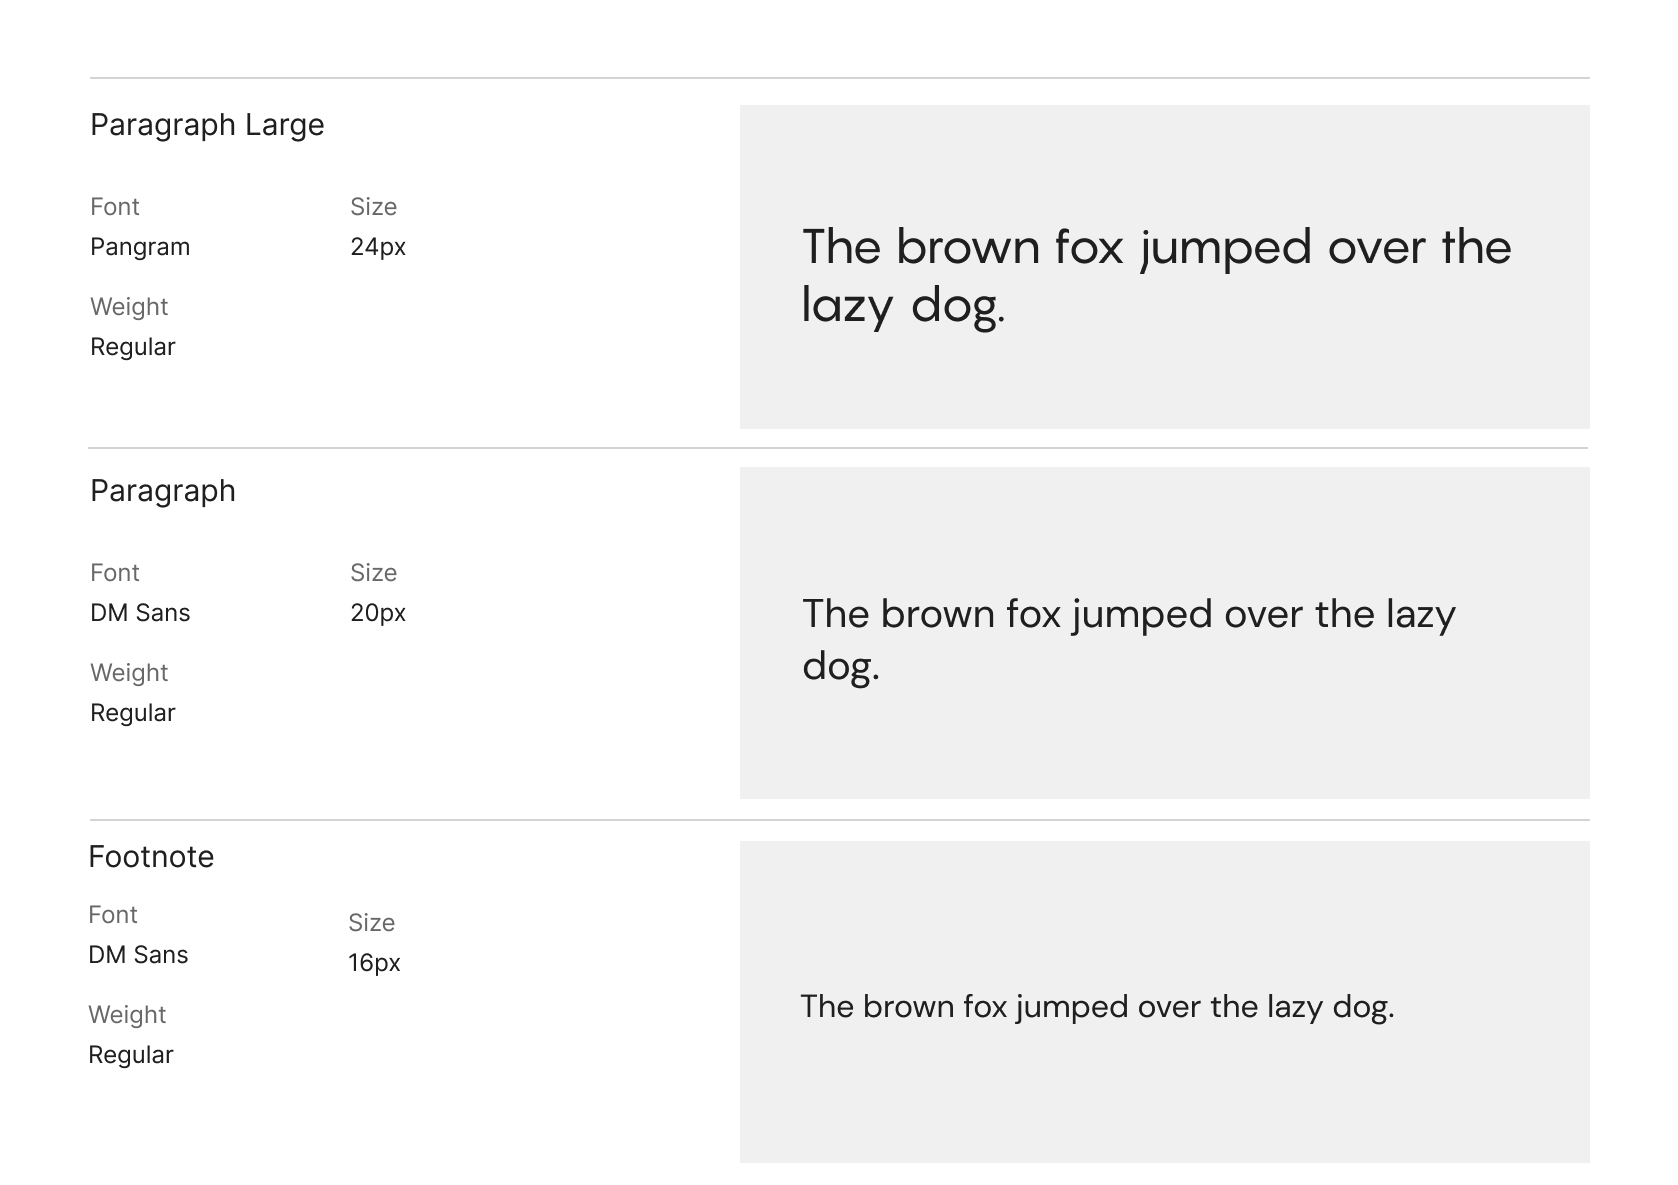 Paragraph Large
Font
Size
Pangram
24px
Weight
Regular
The brown fox jumped over the
lazy dog.
Paragraph
Font
Size
DM Sans
20px
Weight
Regular
The brown fox jumped over the lazy
dog.
Footnote
Font
Size
DM Sans
16px
Weight
Regular
The brown fox jumped over the lazy dog.